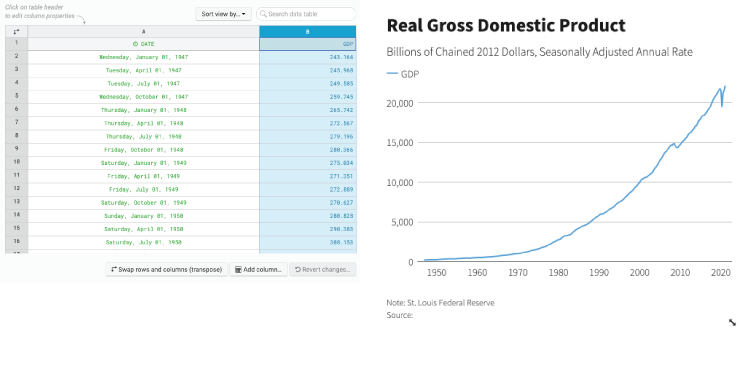 Click on table header
to edit column properties
Sort view by...
Search data table
A B
1 DATE GDP
2 Wednesday, January 01, 1947 243.164
3 Tuesday, April 01, 1947 245.968
4 Tuesday, July 01, 1947 249.585
5 Wednesday, October 01, 1947 259.745
6 Thursday, January 01, 1948 265.742
7 Thursday, April 01, 1948 272.567
8 Thursday, July 01, 1948 279.196
9 Friday, October 01, 1948 280.366
10 Saturday, January 01, 1949 275.034
11 Friday, April 01, 1949 271.351
12 Friday, July 01, 1949 272.889
13 Saturday, October 01, 1949 270.627
14 Sunday, January 01, 1950 280.828
15 Saturday, April 01, 1950 290.383
16 Saturday, July 01, 1950 308.153
Swap rows and columns (transpose)
Add column...
Revert changes...
Real Gross Domestic Product
Billions of Chained 2012 Dollars, Seasonally Adjusted Annual Rate
GDP
20,000
15,000
10,000
5,000
0
1950 1960 1970 1980 1990 2000 2010 2020
Note: St. Louis Federal Reserve
Source: